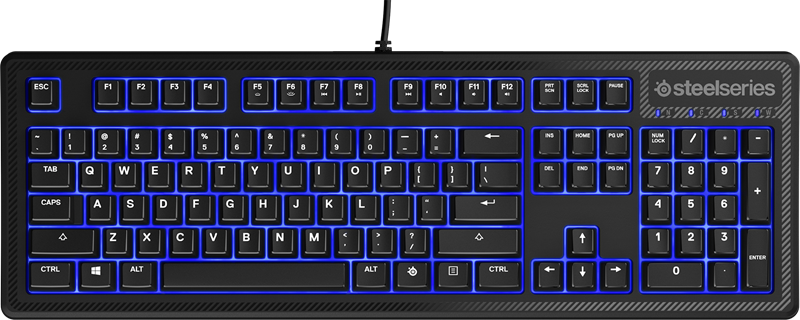 steelseries
ESC F1 F2 F3 F4 F5 F6 F7 F8 F9 F10 F11 F12 PRT SCN SCRL LOCK PAUSE
~ ` ! 1 @ 2 # 3 $ 4 % 5 ^ 6 & 7 * 8 ( 9 ) 0 _ - + = ← INS HOME PG UP NUM LOCK / * -
TAB Q W E R T Y U I O P { [ } ] | \ DEL END PG DN 7 8 9 +
CAPS A S D F G H J K L : ; " ' 4 5 6
Z X C V B N M < , > . ? / ↑ 1 2 3 ENTER
CTRL ALT ALT CTRL ← ↓ → 0 .